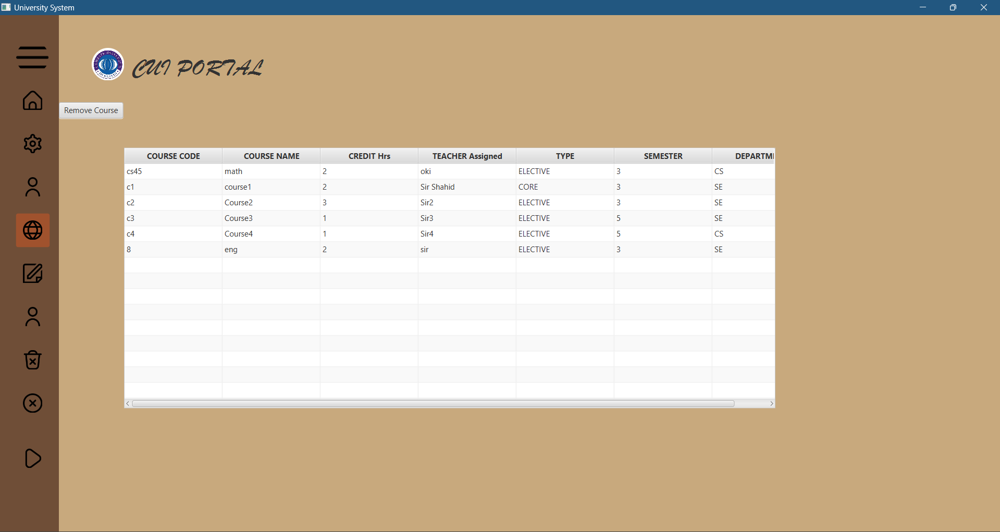 University System
CUI PORTAL
Remove Course
COURSE CODE COURSE NAME CREDIT Hrs TEACHER Assigned TYPE SEMESTER DEPARTM
cs45 math 2 oki ELECTIVE 3 CS
c1 course1 2 Sir Shahid CORE 3 SE
c2 Course2 3 Sir2 ELECTIVE 3 SE
c3 Course3 1 Sir3 ELECTIVE 5 SE
c4 Course4 1 Sir4 ELECTIVE 5 CS
8 eng 2 sir ELECTIVE 3 SE